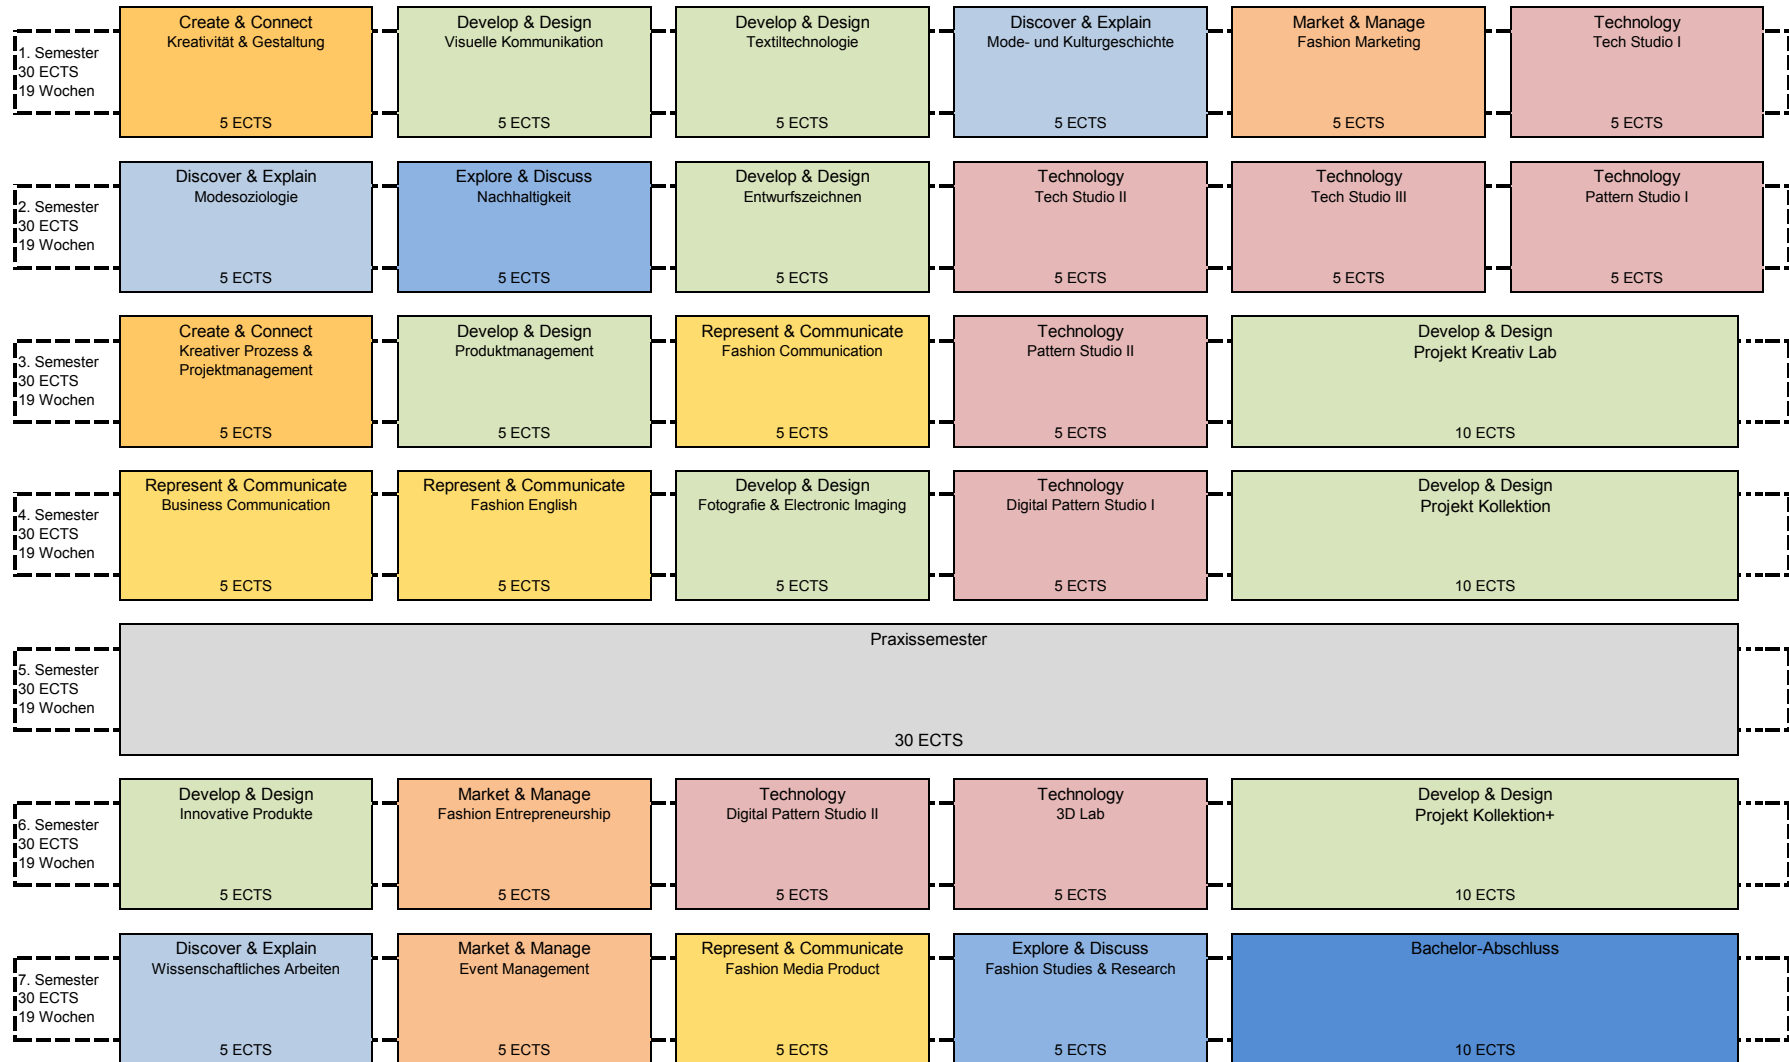 1. Semester
30 ECTS
19 Wochen
Create & Connect
Kreativität & Gestaltung
5 ECTS
Develop & Design
Visuelle Kommunikation
5 ECTS
Develop & Design
Textiltechnologie
5 ECTS
Discover & Explain
Mode- und Kulturgeschichte
5 ECTS
Market & Manage
Fashion Marketing
5 ECTS
Technology
Tech Studio I
5 ECTS
2. Semester
30 ECTS
19 Wochen
Discover & Explain
Modesoziologie
5 ECTS
Explore & Discuss
Nachhaltigkeit
5 ECTS
Develop & Design
Entwurfszeichnen
5 ECTS
Technology
Tech Studio II
5 ECTS
Technology
Tech Studio III
5 ECTS
Technology
Pattern Studio I
5 ECTS
3. Semester
30 ECTS
19 Wochen
Create & Connect
Kreativer Prozess &
Projektmanagement
5 ECTS
Develop & Design
Produktmanagement
5 ECTS
Represent & Communicate
Fashion Communication
5 ECTS
Technology
Pattern Studio II
5 ECTS
Develop & Design
Projekt Kreativ Lab
10 ECTS
4. Semester
30 ECTS
19 Wochen
Represent & Communicate
Business Communication
5 ECTS
Represent & Communicate
Fashion English
5 ECTS
Develop & Design
Fotografie & Electronic Imaging
5 ECTS
Technology
Digital Pattern Studio I
5 ECTS
Develop & Design
Projekt Kollektion
10 ECTS
5. Semester
30 ECTS
19 Wochen
Praxissemester
30 ECTS
6. Semester
30 ECTS
19 Wochen
Develop & Design
Innovative Produkte
5 ECTS
Market & Manage
Fashion Entrepreneurship
5 ECTS
Technology
Digital Pattern Studio II
5 ECTS
Technology
3D Lab
5 ECTS
Develop & Design
Projekt Kollektion+
10 ECTS
7. Semester
30 ECTS
19 Wochen
Discover & Explain
Wissenschaftliches Arbeiten
5 ECTS
Market & Manage
Event Management
5 ECTS
Represent & Communicate
Fashion Media Product
5 ECTS
Explore & Discuss
Fashion Studies & Research
5 ECTS
Bachelor-Abschluss
10 ECTS